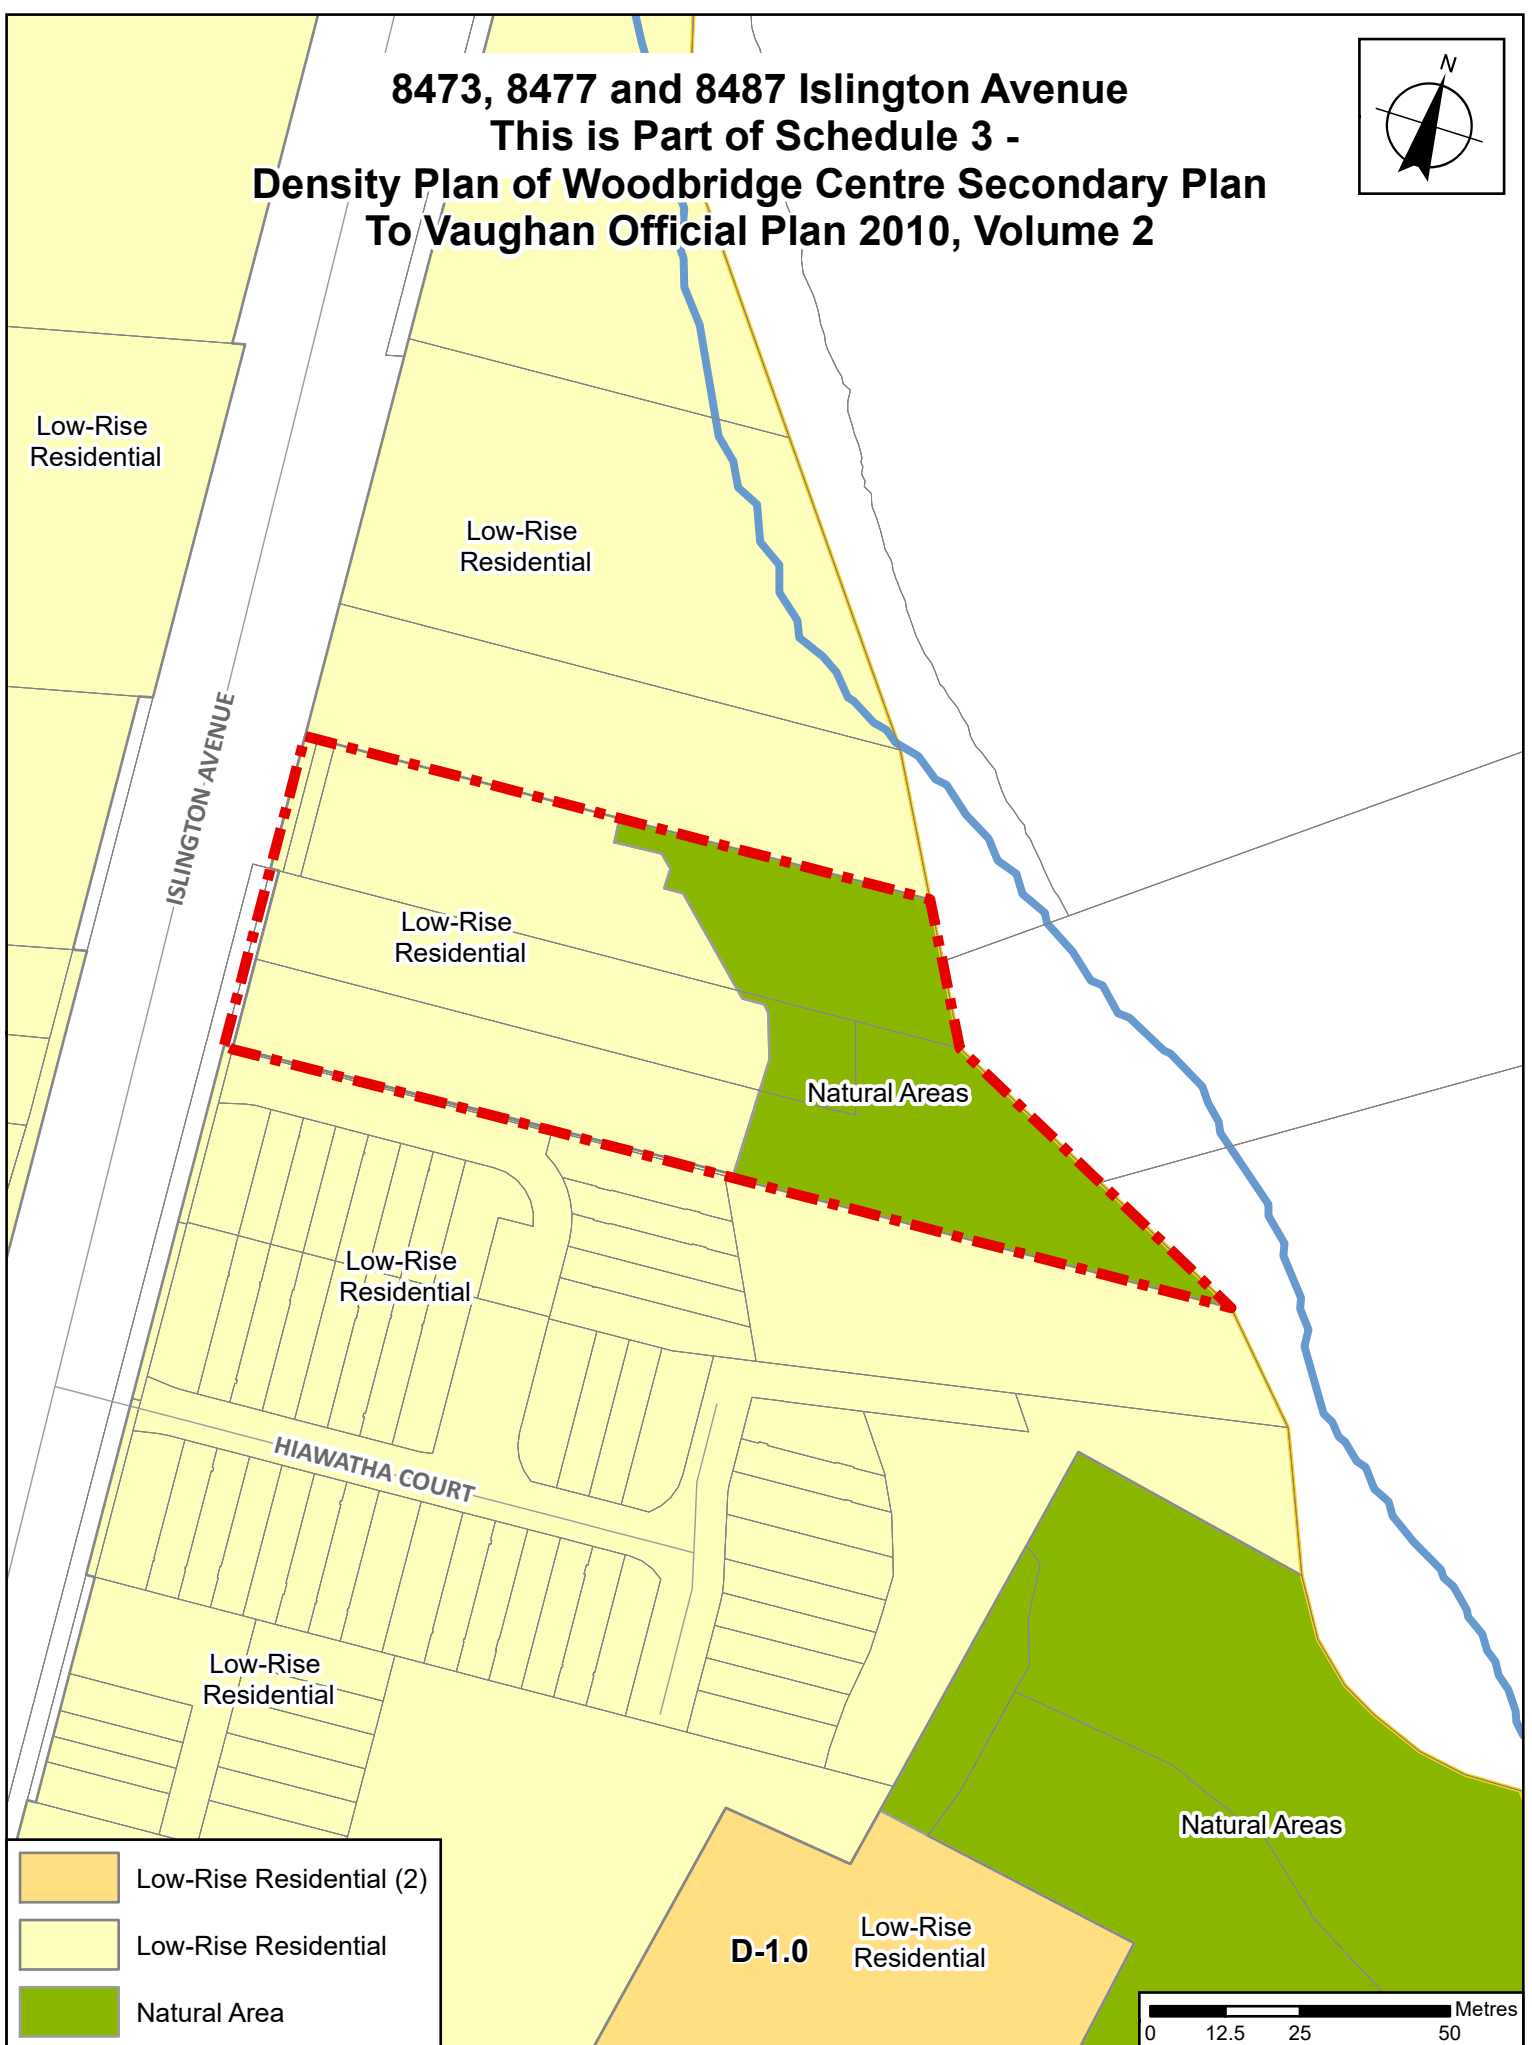 8473, 8477 and 8487 Islington Avenue
This is Part of Schedule 3 -
Density Plan of Woodbridge Centre Secondary Plan
To Vaughan Official Plan 2010, Volume 2
N
Low-Rise
Residential
Low-Rise
Residential
ISLINGTON AVENUE
Low-Rise
Residential
Natural Areas
Low-Rise
Residential
HIAWATHA COURT
Low-Rise
Residential
Natural Areas
D-1.0
Low-Rise
Residential
Low-Rise Residential (2)
Low-Rise Residential
Natural Area
Metres
0 12.5 25 50